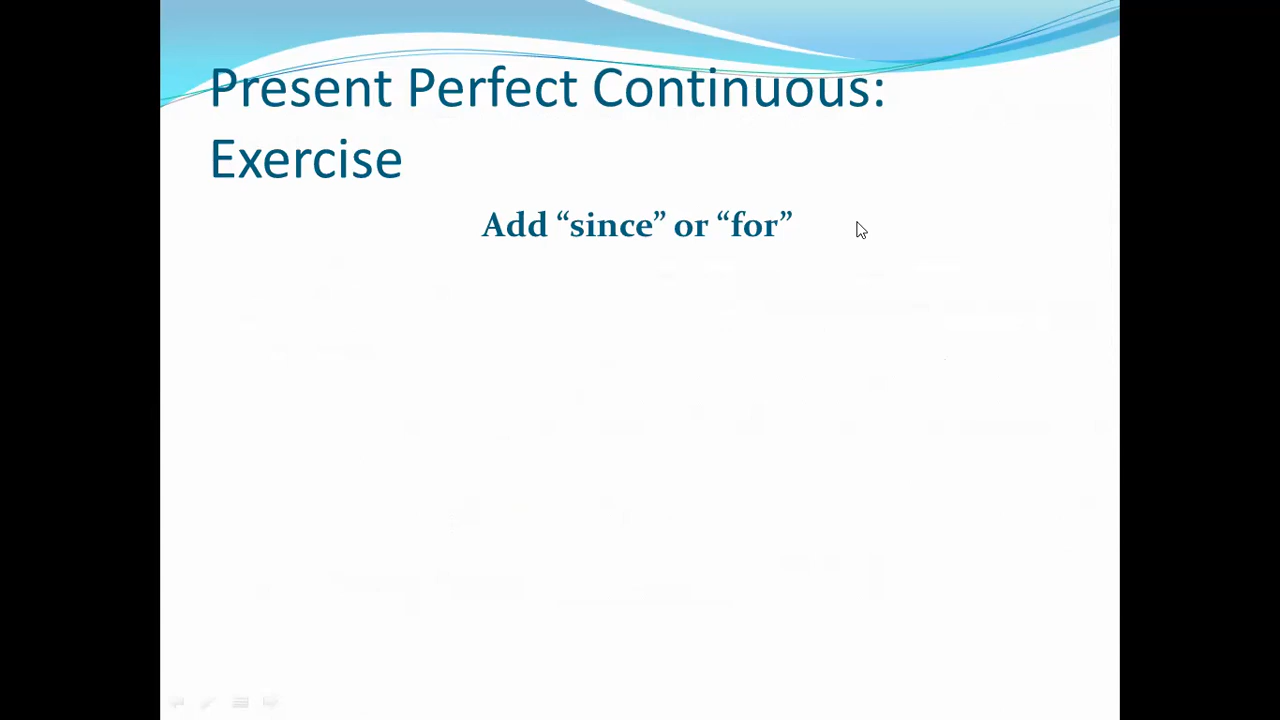 Present Perfect Continuous:
Exercise
Add “since” or “for”